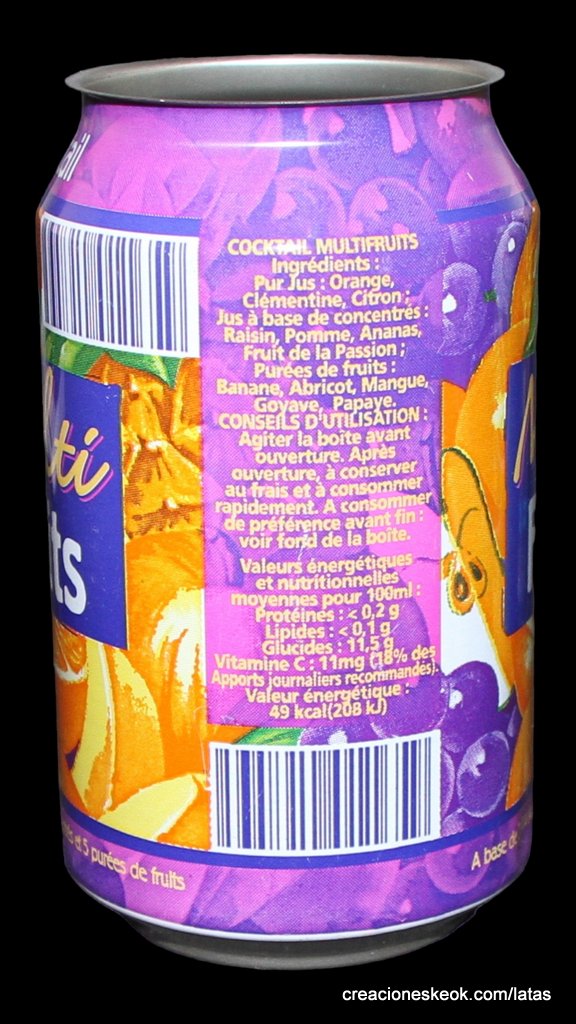 ail
COCKTAIL MULTIFRUITS
Ingrédients :
Pur Jus : Orange,
Clémentine, Citron ;
Jus à base de concentrés :
Raisin, Pomme, Ananas,
Fruit de la Passion ;
Purées de fruits :
Banane, Abricot, Mangue,
Goyave, Papaye.
CONSEILS D'UTILISATION :
Agiter la boîte avant
ouverture. Après
ouverture, à conserver
au frais et à consommer
rapidement. A consommer
de préférence avant fin :
voir fond de la boîte.
Valeurs énergétiques
et nutritionnelles
moyennes pour 100ml :
Protéines : < 0,2 g
Lipides : < 0,1 g
Glucides : 11,5 g
Vitamine C : 11mg (18% des
Apports journaliers recommandés).
Valeur énergétique :
49 kcal(208 kJ)
lti
ts
et 5 purées de fruits
A base de
creacioneskeok.com/latas